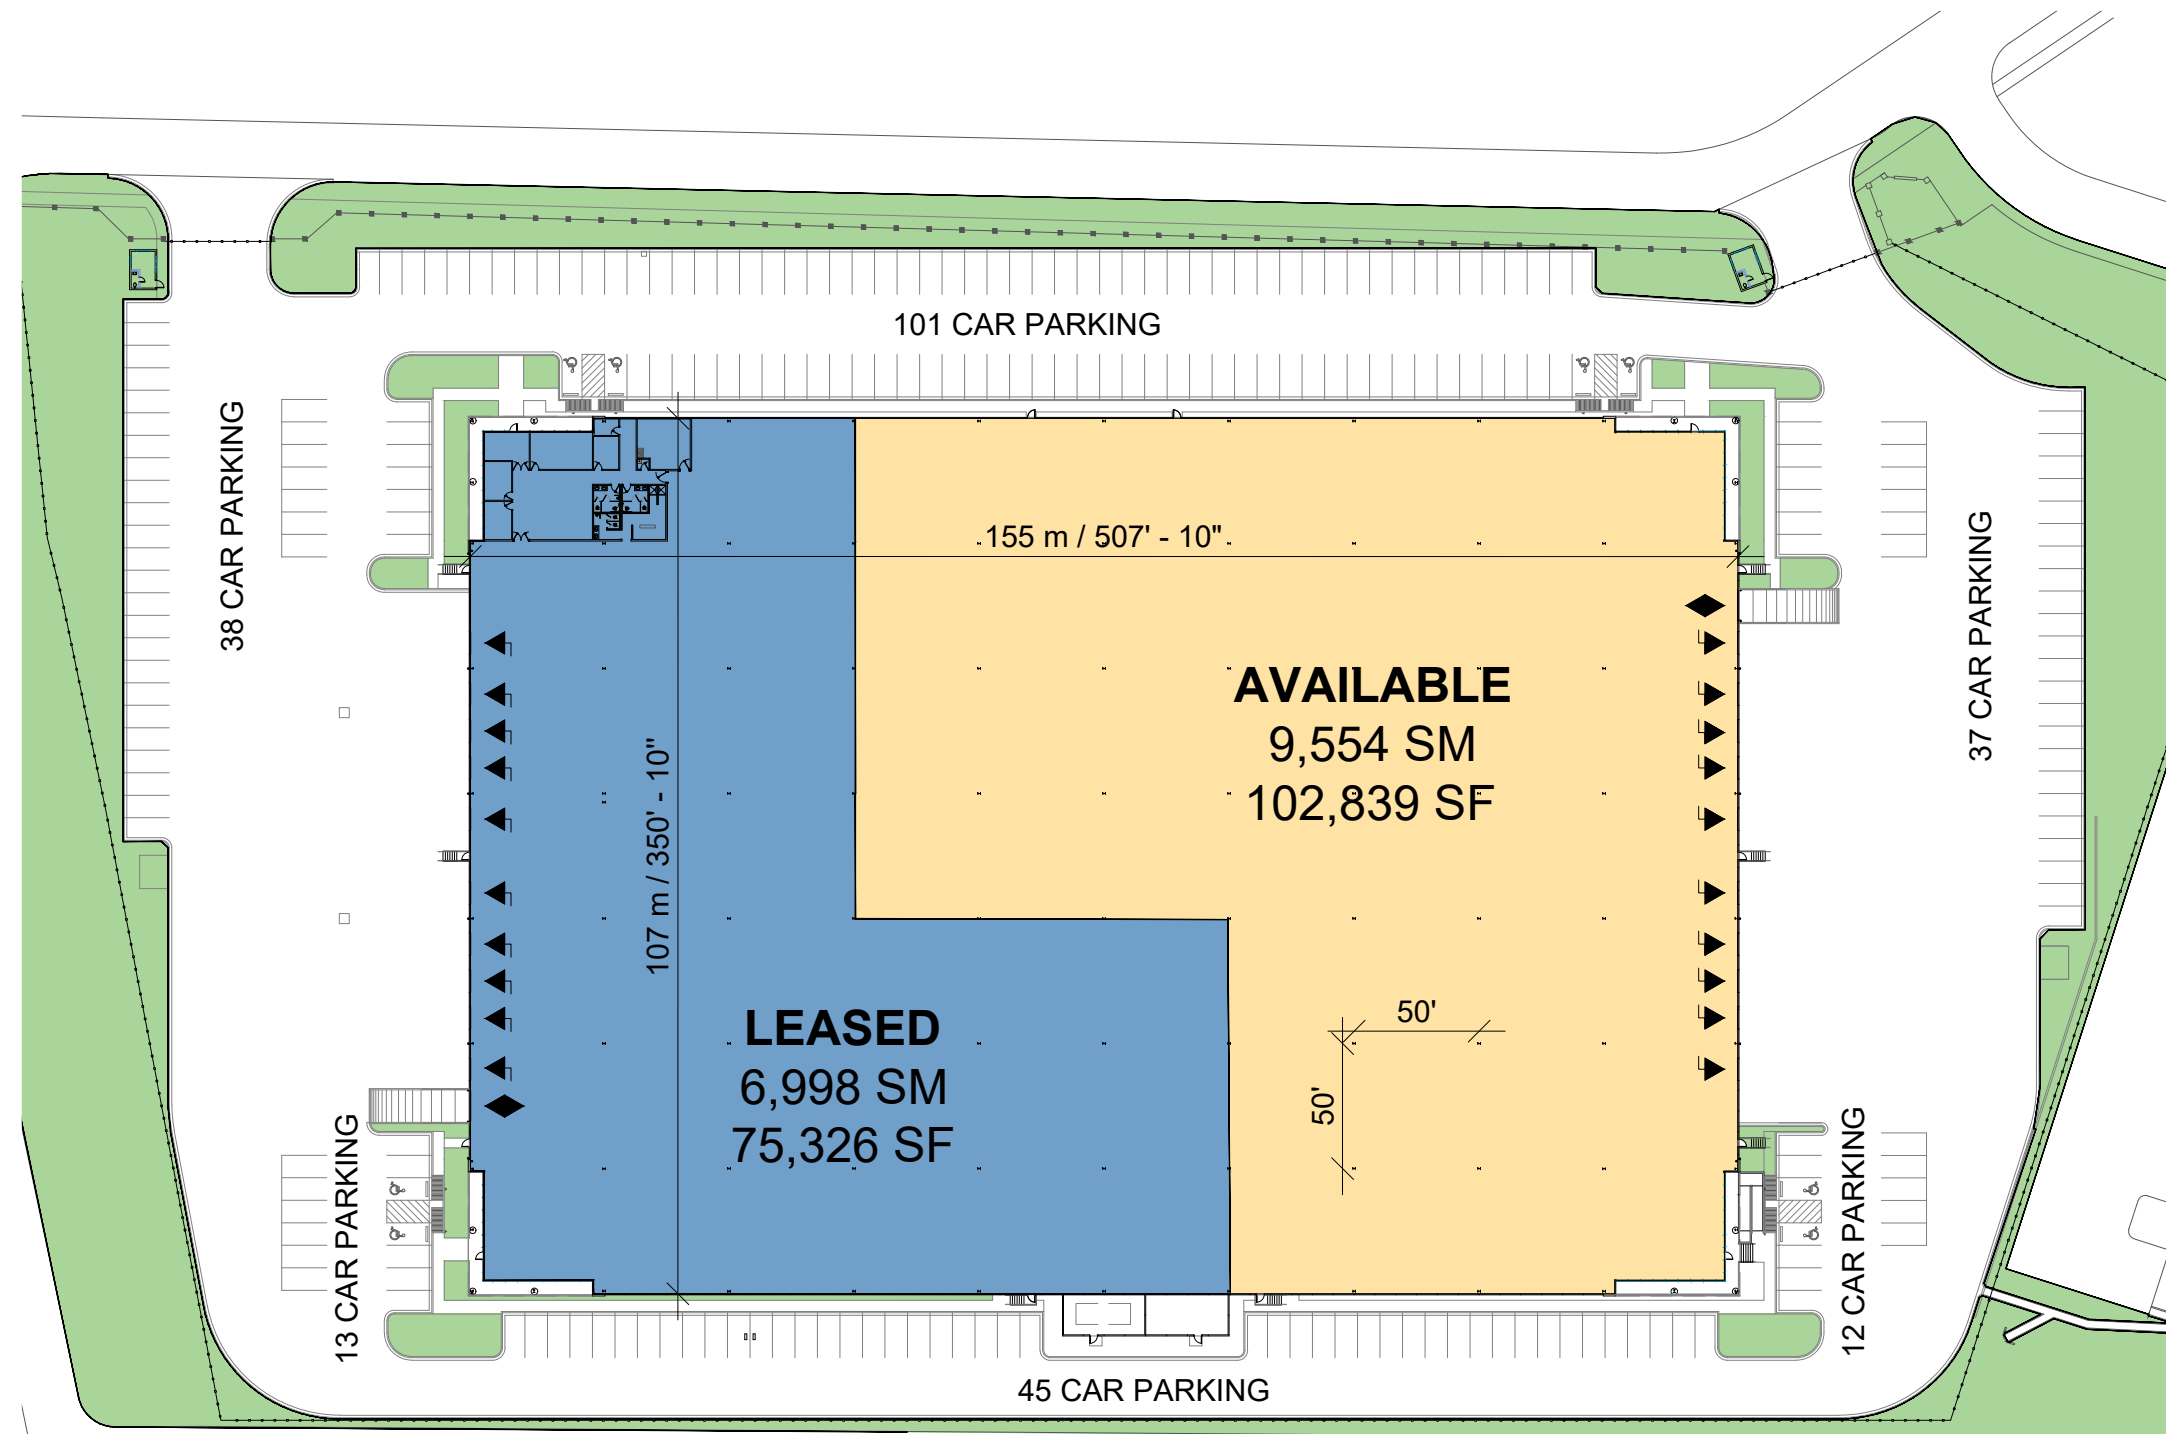 101 CAR PARKING
38 CAR PARKING
155 m / 507' - 10"
37 CAR PARKING
AVAILABLE
9,554 SM
102,839 SF
107 m / 350' - 10"
LEASED
6,998 SM
75,326 SF
50'
50'
13 CAR PARKING
12 CAR PARKING
45 CAR PARKING